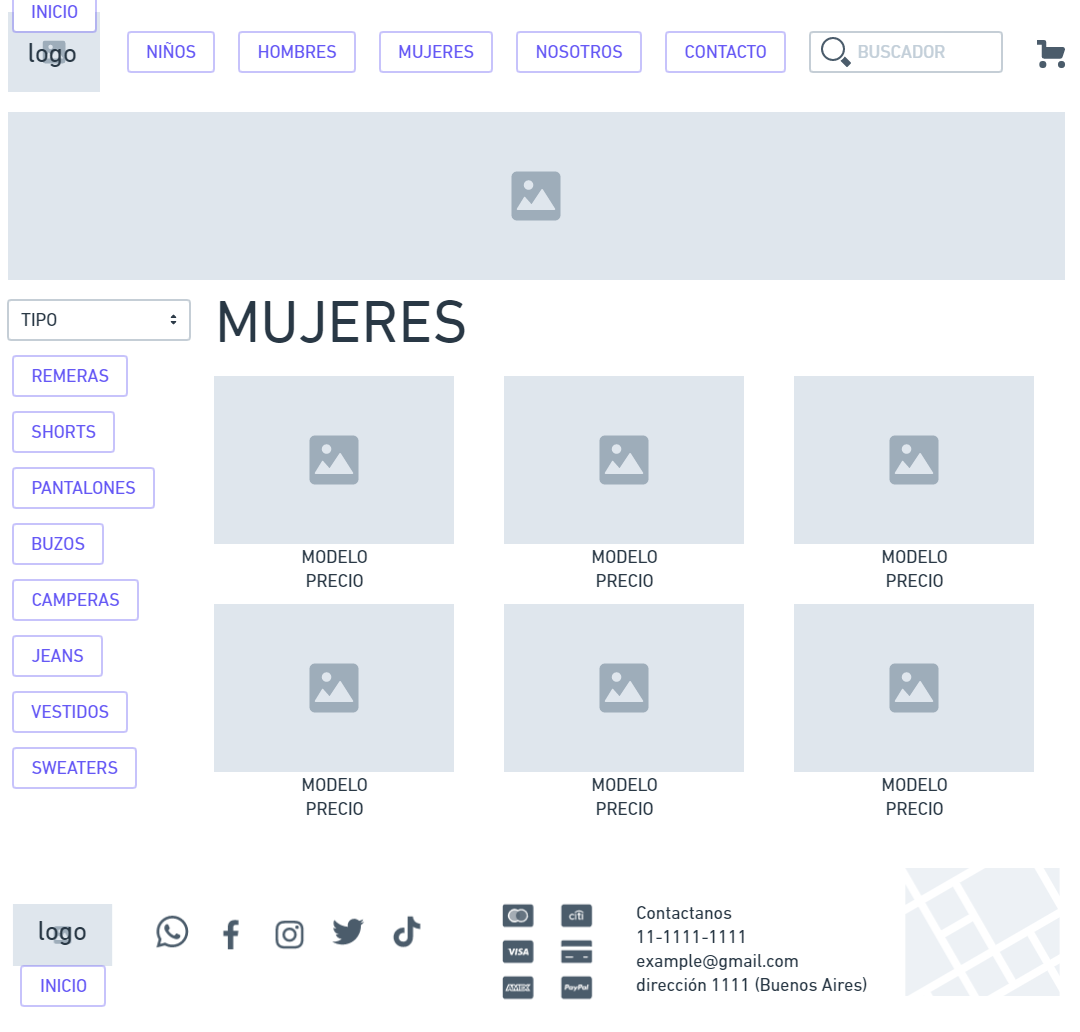 INICIO
logo
NIÑOS
HOMBRES
MUJERES
NOSOTROS
CONTACTO
BUSCADOR
TIPO
MUJERES
REMERAS
SHORTS
PANTALONES
BUZOS
CAMPERAS
JEANS
VESTIDOS
SWEATERS
MODELO
PRECIO
MODELO
PRECIO
MODELO
PRECIO
MODELO
PRECIO
MODELO
PRECIO
MODELO
PRECIO
logo
INICIO
citi
VISA
AMEX
PayPal
Contactanos
11-1111-1111
example@gmail.com
dirección 1111 (Buenos Aires)